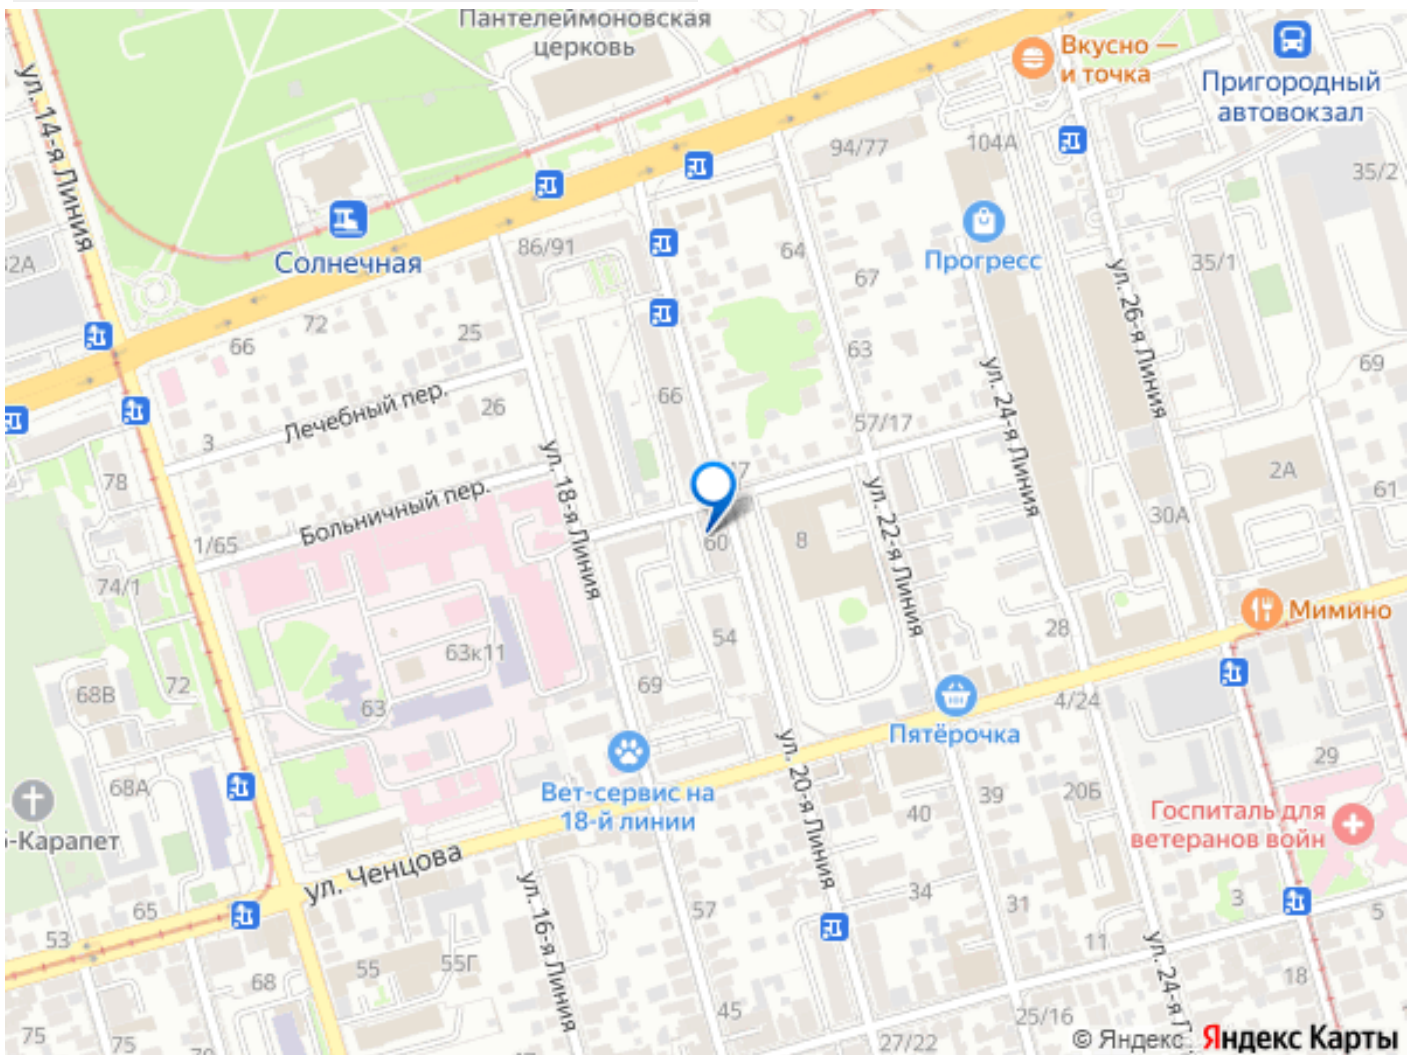 Пантелеймоновская
церковь
Вкусно —
и точка
Пригородный
автовокзал
ул. 14-я Линия
94/77
104А
35/2
Солнечная
86/91
64
Прогресс
35/1
67
72
25
66
63
ул. 26-я Линия
69
Лечебный пер.
26
66
57/17
ул. 24-я Линия
3
78
Больничный пер.
ул. 18-я Линия
2А
61
1/65
60
8
ул. 22-я Линия
30А
74/1
Мимино
54
28
63к11
68В
72
69
63
4/24
Пятёрочка
ул. 20-я Линия
68А
Вет-сервис на
18-й линии
29
40
39
20Б
Госпиталь для
ветеранов войн
-Карапет
ул. Ченцова
ул. 16-я Линия
34
3
65
57
31
5
53
11
55
55Г
68
ул. 24-я
18
45
25/16
75
75
27/22
© Яндекс
Яндекс Карты